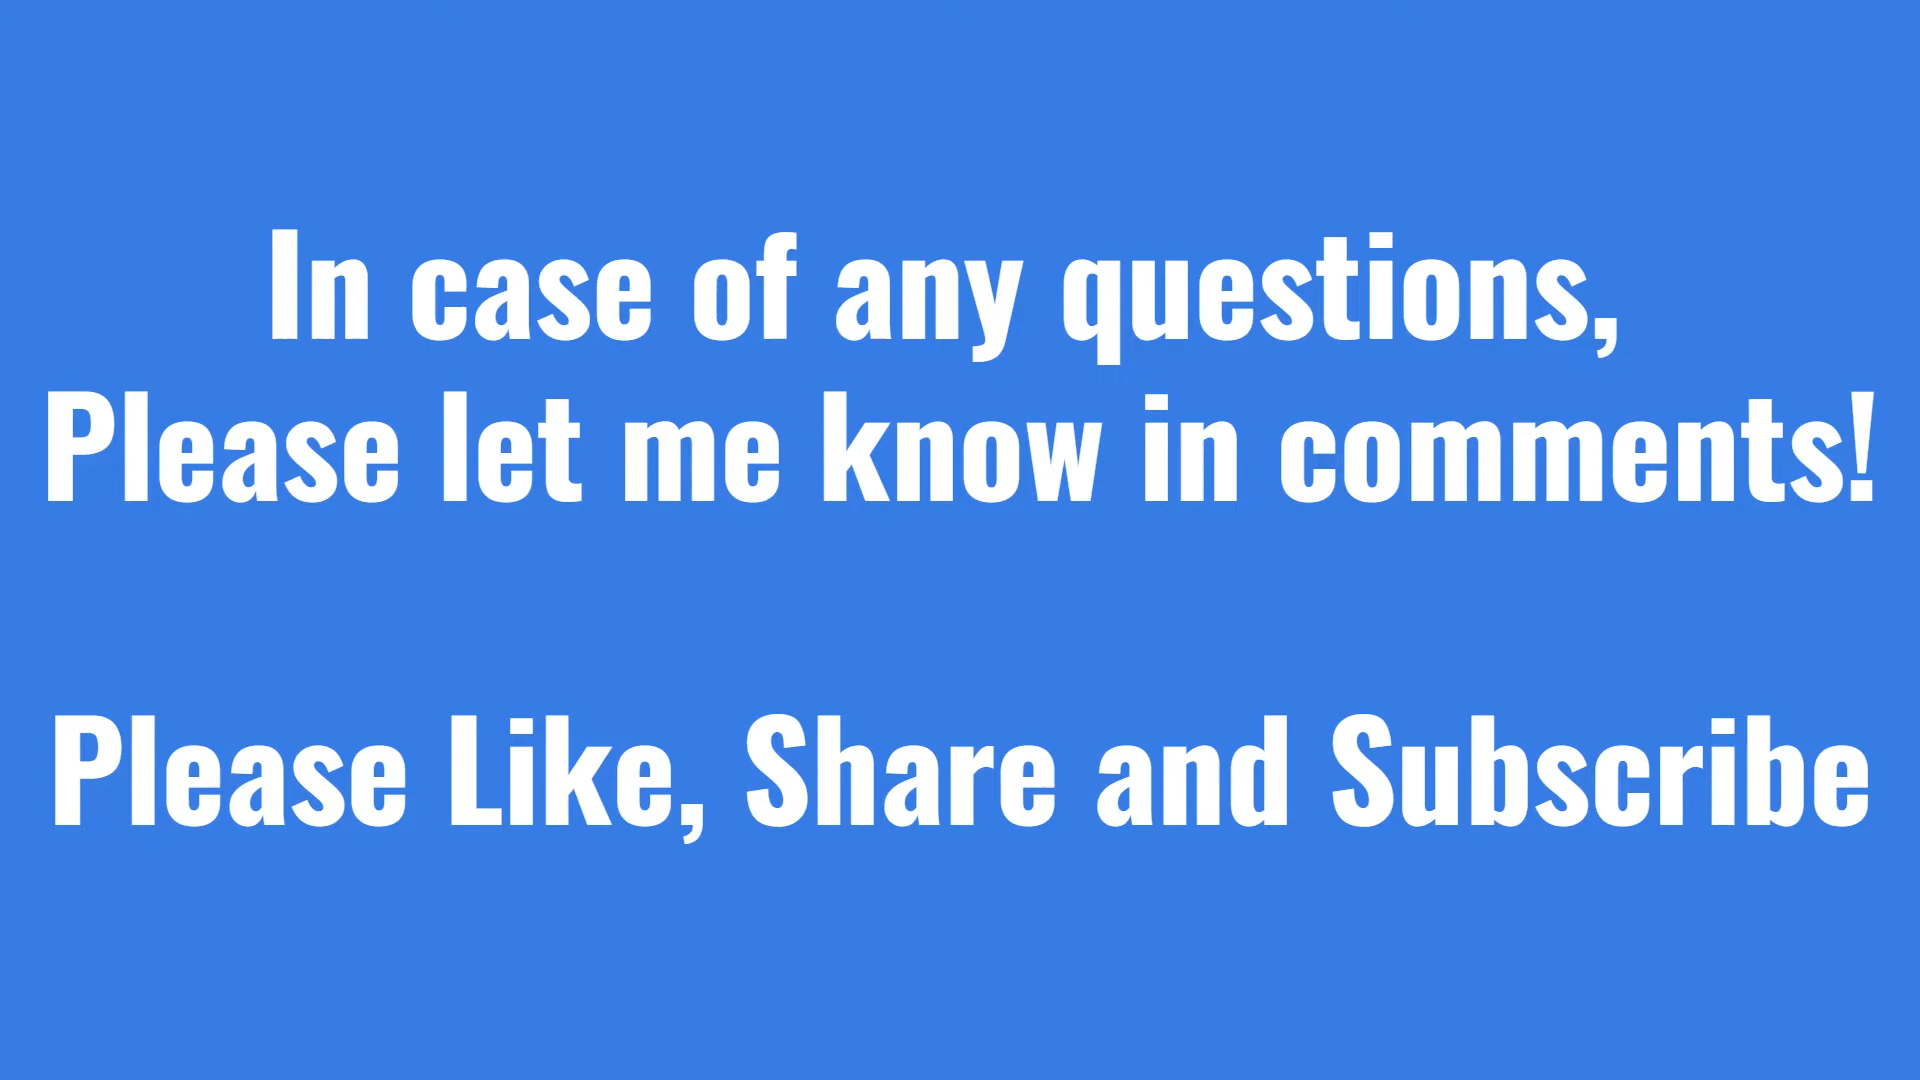 In case of any questions,
Please let me know in comments!
Please Like, Share and Subscribe